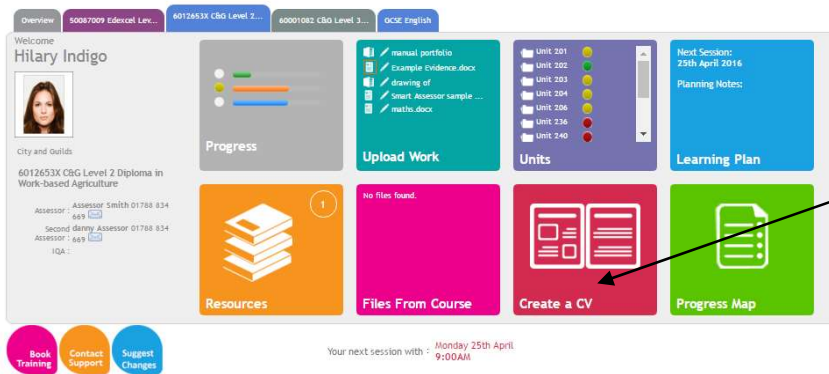 Overview
50087009 Edexcel Lev...
6012653X C&G Level 2...
60001082 C&G Level 3...
GCSE English
Welcome
Hilary Indigo
City and Guilds
6012653X C&G Level 2 Diploma in
Work-based Agriculture
Assessor : Assessor Smith 01788 834
669
Second danny Assessor 01788 834
Assessor : 669
IQA :
Progress
manual portfolio
Example Evidence.docx
drawing of
Smart Assessor sample ...
maths.docx
Upload Work
Unit 201
Unit 202
Unit 203
Unit 204
Unit 206
Unit 236
Unit 240
Units
Next Session:
25th April 2016
Planning Notes:
Learning Plan
1
Resources
No files found.
Files From Course
Create a CV
Progress Map
Book
Training
Contact
Support
Suggest
Changes
Your next session with : Monday 25th April
9:00AM